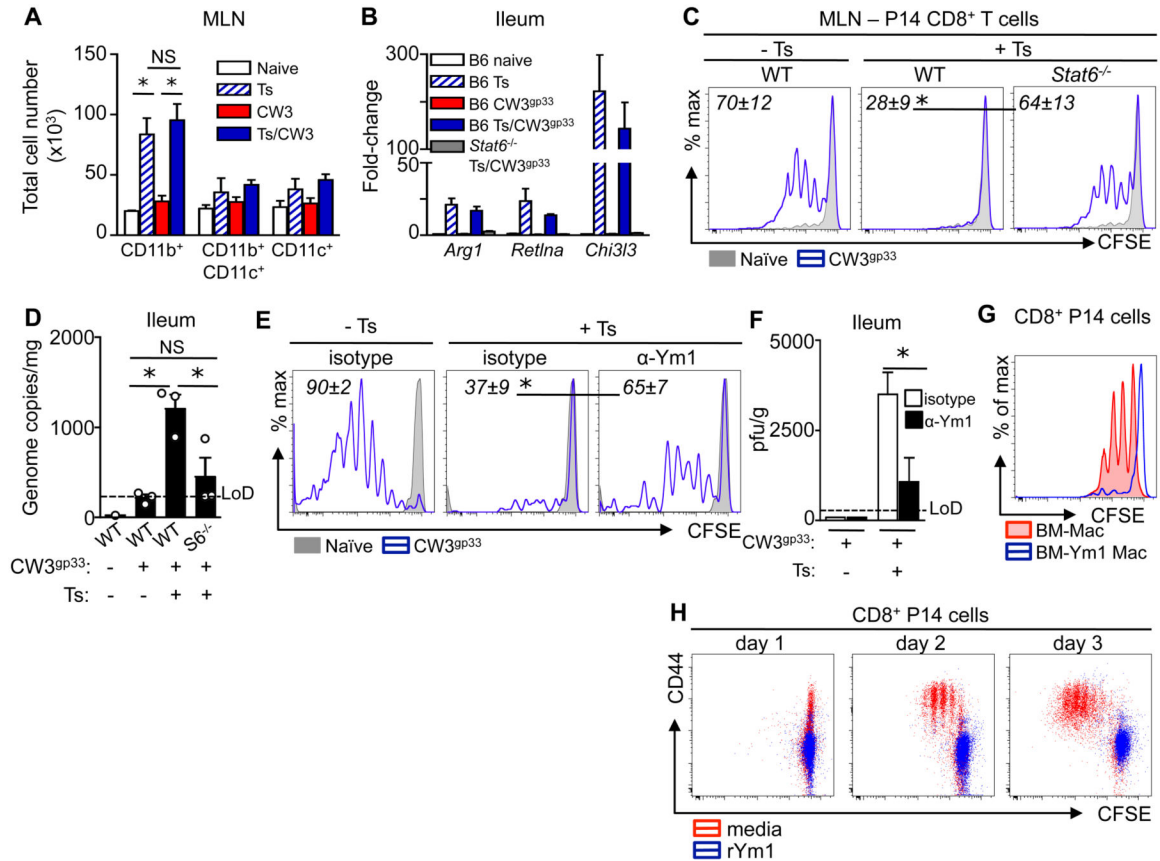 A
MLN
Total cell number
(x10³)
150
100
50
0
NS
*
*
Naive
Ts
CW3
Ts/CW3
CD11b⁺
CD11b⁺
CD11c⁺
CD11c⁺
B
Ileum
Fold-change
300
100
50
0
B6 naive
B6 Ts
B6 CW3ᵍᵖ³³
B6 Ts/CW3ᵍᵖ³³
Stat6⁻/⁻
Ts/CW3ᵍᵖ³³
Arg1
Retlna
Chi3l3
C
MLN – P14 CD8⁺ T cells
- Ts
+ Ts
WT
WT
Stat6⁻/⁻
% max
70±12
28±9
*
64±13
CFSE
Naïve
CW3ᵍᵖ³³
D
Ileum
Genome copies/mg
2000
1000
0
NS
*
*
LoD
WT
WT
WT
S6⁻/⁻
CW3ᵍᵖ³³: - + + +
Ts: - - + +
E
- Ts
+ Ts
isotype
isotype
α-Ym1
% max
90±2
37±9
*
65±7
CFSE
Naïve
CW3ᵍᵖ³³
F
Ileum
pfu/g
5000
2500
0
*
isotype
α-Ym1
LoD
CW3ᵍᵖ³³: + +
Ts: - +
G
CD8⁺ P14 cells
% of max
CFSE
BM-Mac
BM-Ym1 Mac
H
CD8⁺ P14 cells
day 1
day 2
day 3
CD44
CFSE
media
rYm1